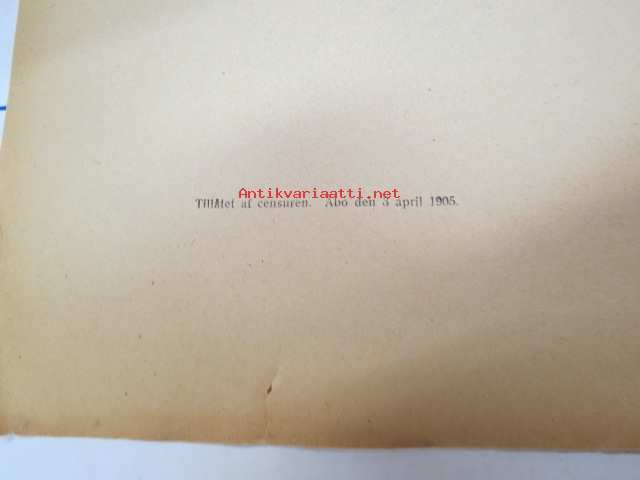 Antikvariaatti.net
Tillåtet af censuren. Åbo den 3 april 1905.